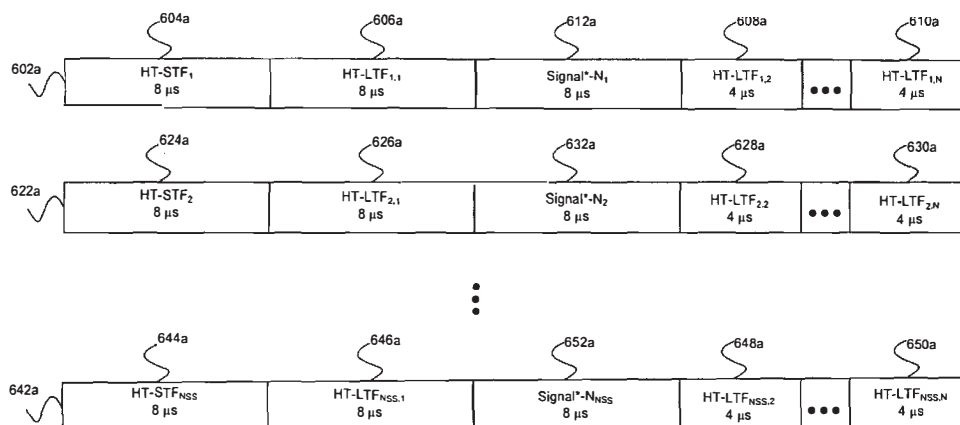 604a 606a 612a 608a 610a
602a
HT-STF₁ HT-LTF₁,₁ Signal*-N₁ HT-LTF₁,₂ HT-LTF₁,N
8 µs 8 µs 8 µs 4 µs ••• 4 µs
624a 626a 632a 628a 630a
622a
HT-STF₂ HT-LTF₂,₁ Signal*-N₂ HT-LTF₂.₂ HT-LTF₂,N
8 µs 8 µs 8 µs 4 µs ••• 4 µs
644a 646a 652a 648a 650a
642a
HT-STFNSS HT-LTFNSS,1 Signal*-NNSS HT-LTFNSS,2 HT-LTFNSS,N
8 µs 8 µs 8 µs 4 µs ••• 4 µs